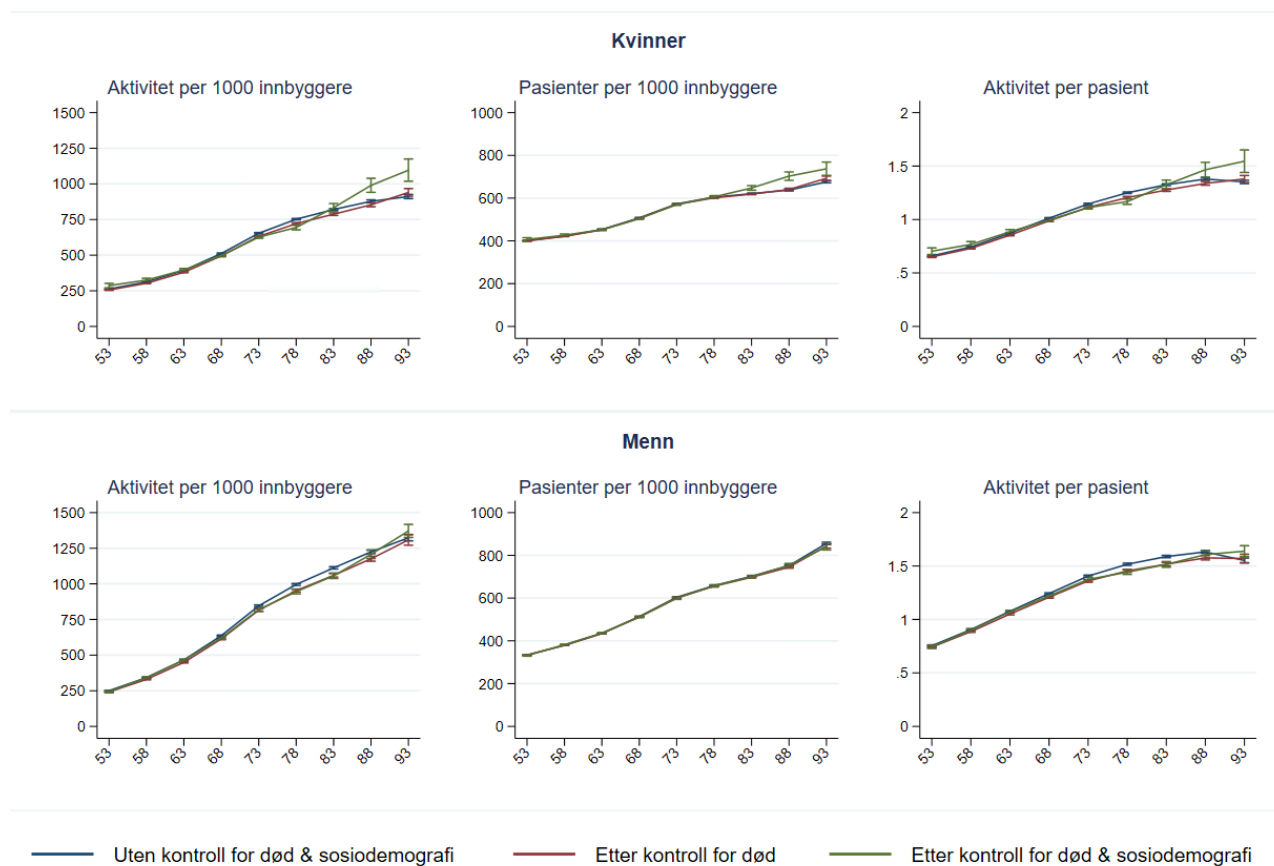 Kvinner
Aktivitet per 1000 innbyggere
1500
1250
1000
750
500
250
0
53 58 63 68 73 78 83 88 93
Pasienter per 1000 innbyggere
1000
800
600
400
200
0
53 58 63 68 73 78 83 88 93
Aktivitet per pasient
2
1.5
1
.5
0
53 58 63 68 73 78 83 88 93
Menn
Aktivitet per 1000 innbyggere
1500
1250
1000
750
500
250
0
53 58 63 68 73 78 83 88 93
Pasienter per 1000 innbyggere
1000
800
600
400
200
0
53 58 63 68 73 78 83 88 93
Aktivitet per pasient
2
1.5
1
.5
0
53 58 63 68 73 78 83 88 93
Uten kontroll for død & sosiodemografi Etter kontroll for død Etter kontroll for død & sosiodemografi